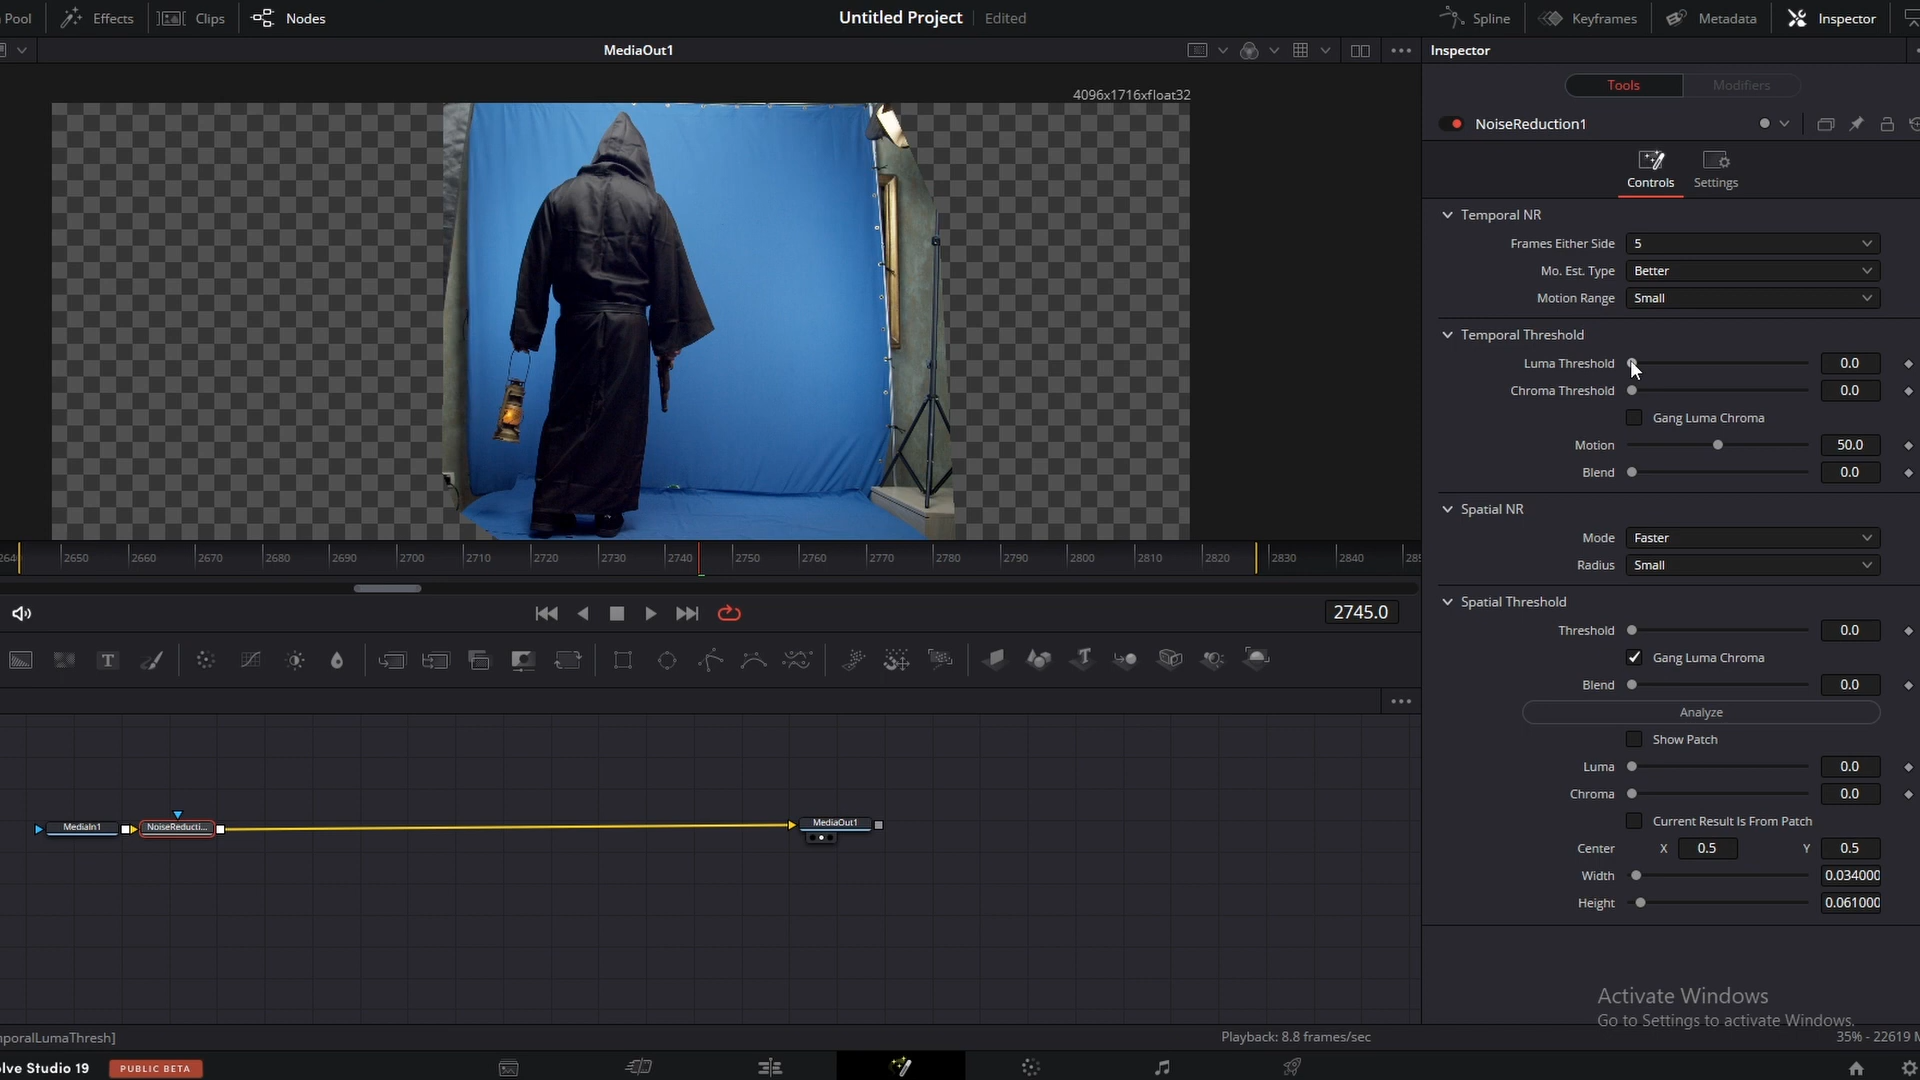 Pool
Effects
Clips
Nodes
Untitled Project
Edited
Spline
Keyframes
Metadata
Inspector
MediaOut1
Inspector
4096x1716xfloat32
Tools
Modifiers
NoiseReduction1
Controls
Settings
Temporal NR
Frames Either Side 5
Mo. Est. Type Better
Motion Range Small
Temporal Threshold
Luma Threshold 0.0
Chroma Threshold 0.0
Gang Luma Chroma
Motion 50.0
Blend 0.0
Spatial NR
Mode Faster
Radius Small
Spatial Threshold
Threshold 0.0
Gang Luma Chroma
Blend 0.0
Analyze
Show Patch
Luma 0.0
Chroma 0.0
Current Result Is From Patch
Center X 0.5 Y 0.5
Width 0.034000
Height 0.061000
264 2650 2660 2670 2680 2690 2700 2710 2720 2730 2740 2750 2760 2770 2780 2790 2800 2810 2820 2830 2840 285
2745.0
T
MediaIn1
NoiseReducti...
MediaOut1
Activate Windows
Go to Settings to activate Windows.
nporalLumaThresh]
Playback: 8.8 frames/sec
35% - 22619 M
olve Studio 19
PUBLIC BETA